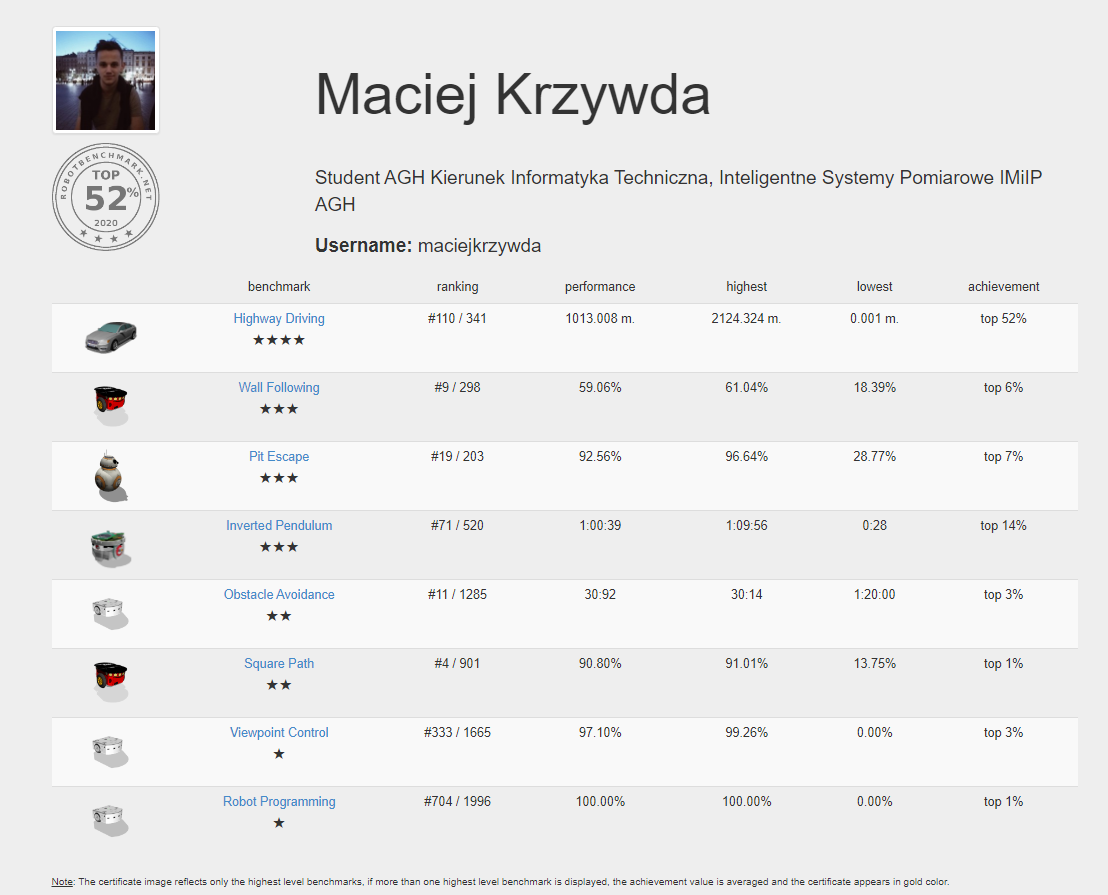 Maciej Krzywda
ROBOTBENCHMARK.NET
TOP
52%
2020
Student AGH Kierunek Informatyka Techniczna, Inteligentne Systemy Pomiarowe IMiIP
AGH
Username: maciejkrzywda
benchmark ranking performance highest lowest achievement
Highway Driving #110 / 341 1013.008 m. 2124.324 m. 0.001 m. top 52%
★★★★
Wall Following #9 / 298 59.06% 61.04% 18.39% top 6%
★★★
Pit Escape #19 / 203 92.56% 96.64% 28.77% top 7%
★★★
Inverted Pendulum #71 / 520 1:00:39 1:09:56 0:28 top 14%
★★★
Obstacle Avoidance #11 / 1285 30:92 30:14 1:20:00 top 3%
★★
Square Path #4 / 901 90.80% 91.01% 13.75% top 1%
★★
Viewpoint Control #333 / 1665 97.10% 99.26% 0.00% top 3%
★
Robot Programming #704 / 1996 100.00% 100.00% 0.00% top 1%
★
Note: The certificate image reflects only the highest level benchmarks, if more than one highest level benchmark is displayed, the achievement value is averaged and the certificate appears in gold color.